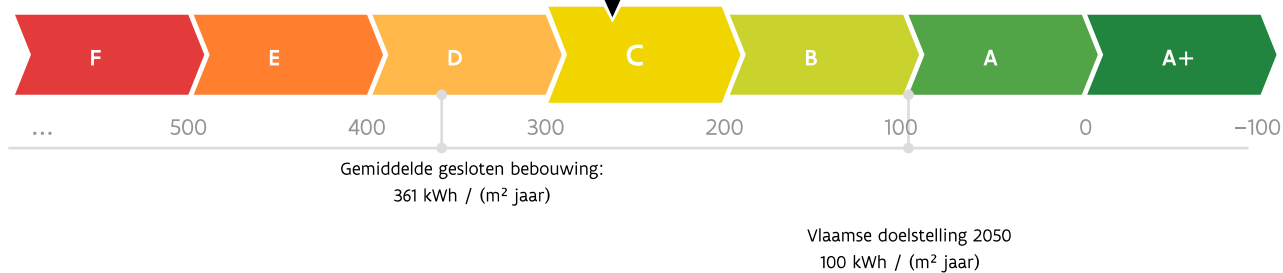 F E D C B A A+
... 500 400 300 200 100 0 –100
Gemiddelde gesloten bebouwing:
361 kWh / (m² jaar)
Vlaamse doelstelling 2050
100 kWh / (m² jaar)